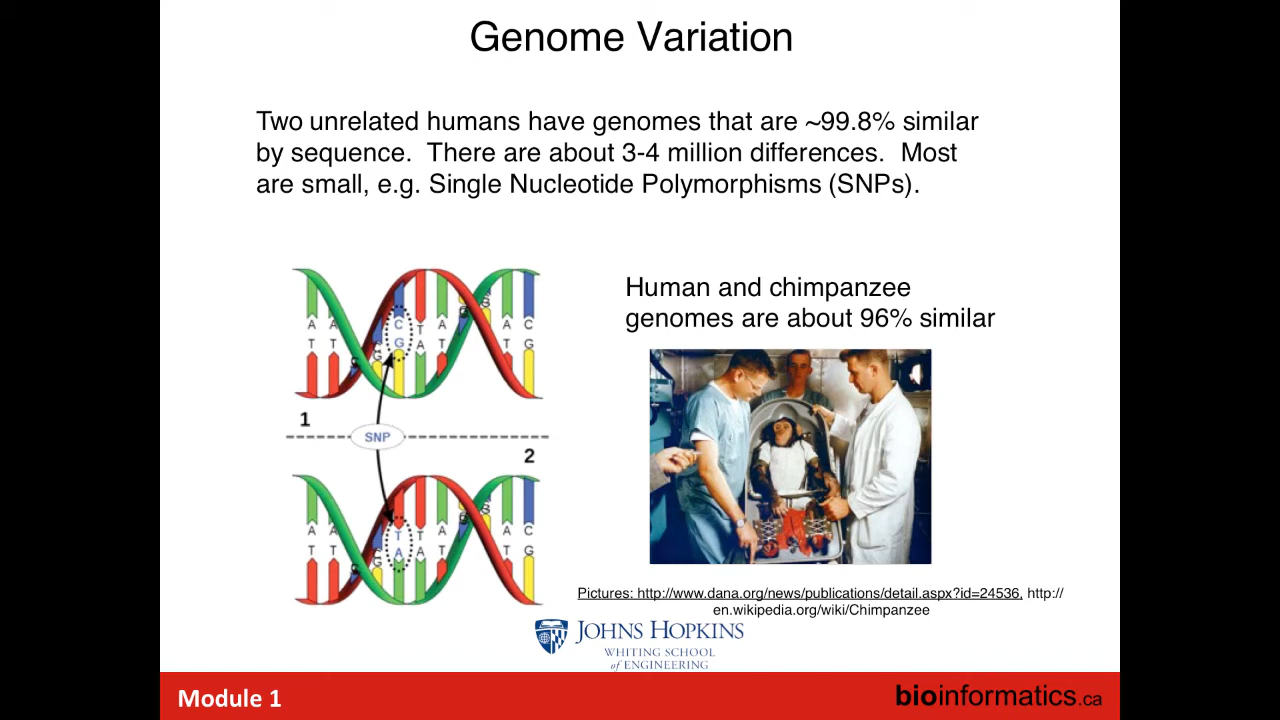 Genome Variation
Two unrelated humans have genomes that are ~99.8% similar
by sequence.  There are about 3-4 million differences.  Most
are small, e.g. Single Nucleotide Polymorphisms (SNPs).
Human and chimpanzee
genomes are about 96% similar
A A C T A A C
T T G G A T G
1
SNP
2
A A T T A A C
T T G A A T G
Pictures: http://www.dana.org/news/publications/detail.aspx?id=24536, http://
en.wikipedia.org/wiki/Chimpanzee
JOHNS HOPKINS
WHITING SCHOOL
of ENGINEERING
Module 1
bioinformatics.ca